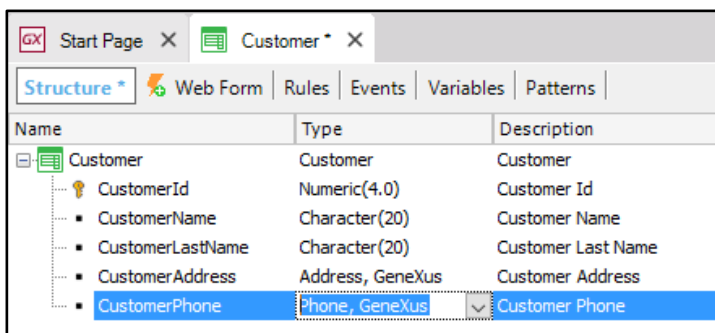 GX Start Page X Customer * X
Structure * Web Form Rules Events Variables Patterns
Name Type Description
Customer Customer Customer
CustomerId Numeric(4.0) Customer Id
CustomerName Character(20) Customer Name
CustomerLastName Character(20) Customer Last Name
CustomerAddress Address, GeneXus Customer Address
CustomerPhone Phone, GeneXus Customer Phone